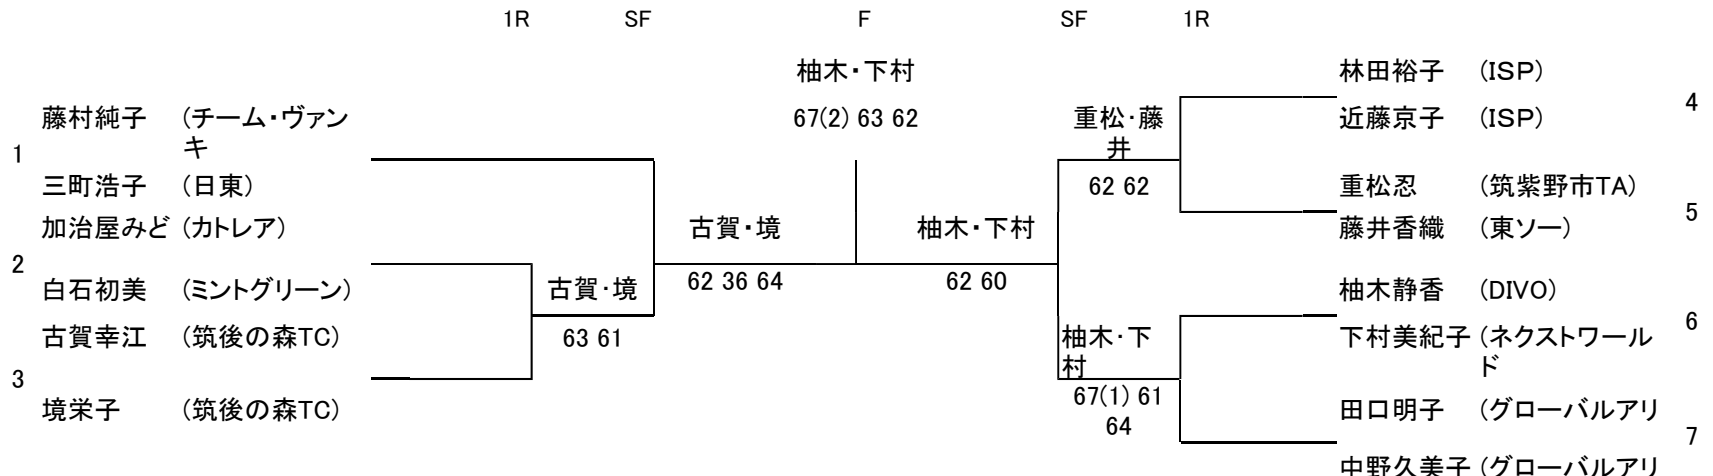 1R SF F SF 1R
柚木・下村
67(2) 63 62
1
藤村純子 (チーム・ヴァン
キ
三町浩子 (日東)
2
加治屋みど (カトレア)
白石初美 (ミントグリーン)
3
古賀幸江 (筑後の森TC)
境栄子 (筑後の森TC)
古賀・境
63 61
古賀・境
62 36 64
柚木・下村
62 60
重松・藤
井
62 62
柚木・下
村
67(1) 61
64
林田裕子 (ISP)
近藤京子 (ISP)
4
重松忍 (筑紫野市TA)
藤井香織 (東ソー)
5
柚木静香 (DIVO)
下村美紀子 (ネクストワール
ド
6
田口明子 (グローバルアリ
中野久美子 (グローバルアリ
7